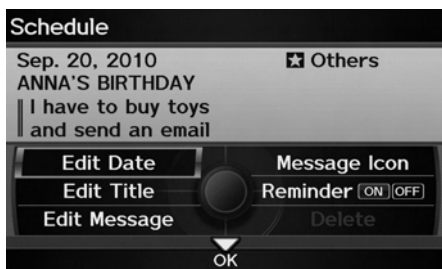 Schedule
Sep. 20, 2010 Others
ANNA'S BIRTHDAY
I have to buy toys
and send an email
Edit Date Message Icon
Edit Title Reminder ON OFF
Edit Message Delete
OK